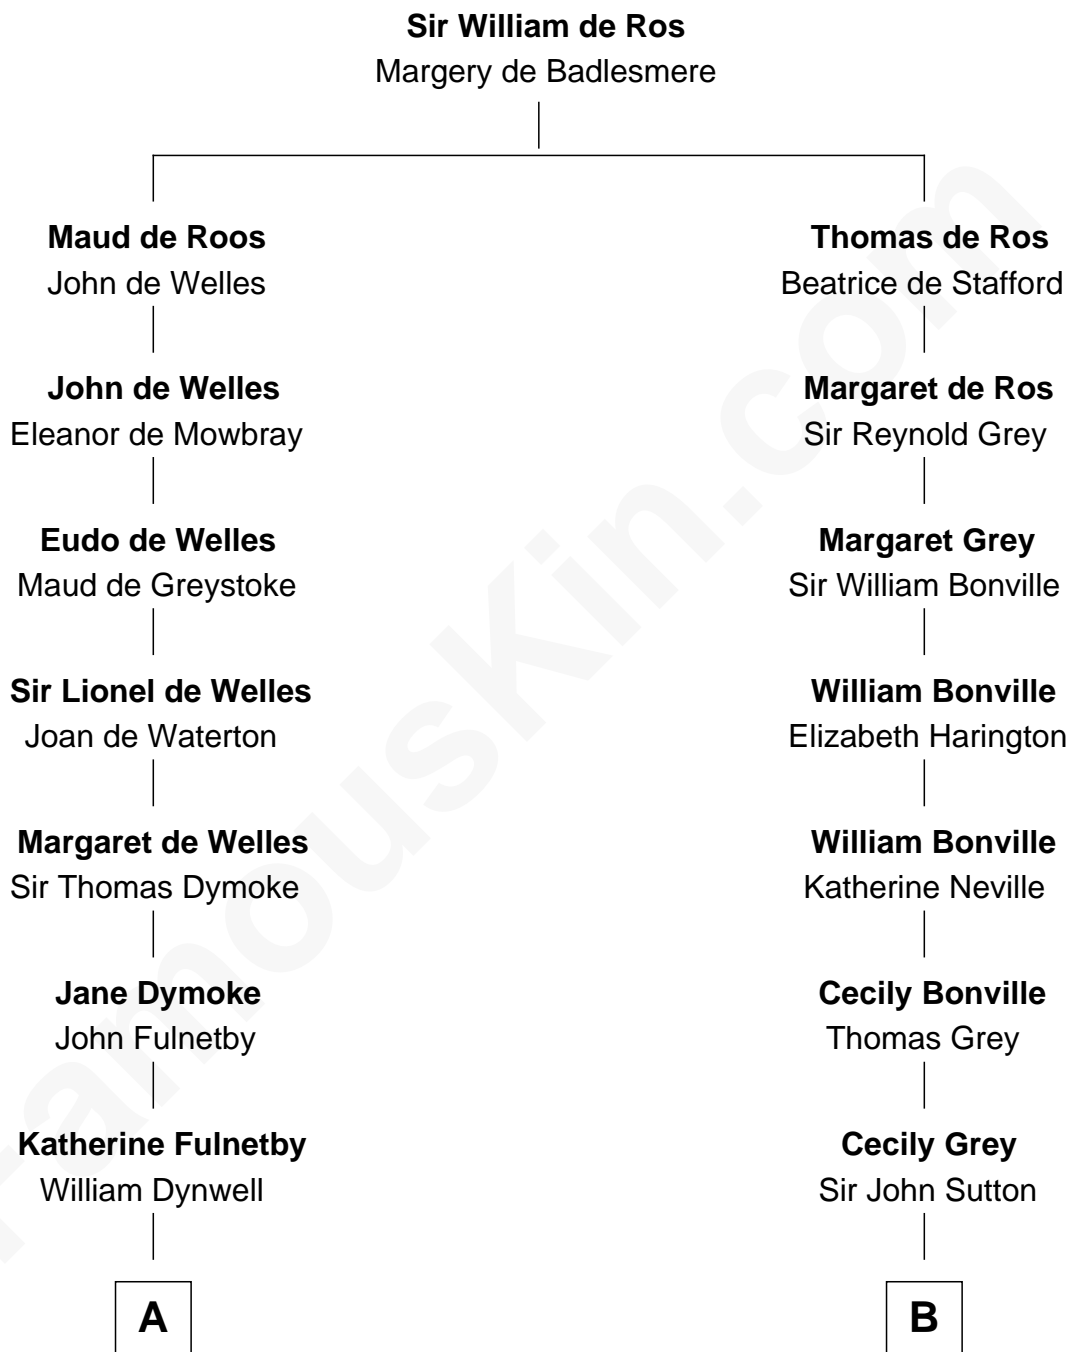 Sir William de Ros
Margery de Badlesmere
Maud de Roos
John de Welles
Thomas de Ros
Beatrice de Stafford
John de Welles
Eleanor de Mowbray
Margaret de Ros
Sir Reynold Grey
Eudo de Welles
Maud de Greystoke
Margaret Grey
Sir William Bonville
Sir Lionel de Welles
Joan de Waterton
William Bonville
Elizabeth Harington
Margaret de Welles
Sir Thomas Dymoke
William Bonville
Katherine Neville
Jane Dymoke
John Fulnetby
Cecily Bonville
Thomas Grey
Katherine Fulnetby
William Dynwell
Cecily Grey
Sir John Sutton
A
B
FamousKin.com